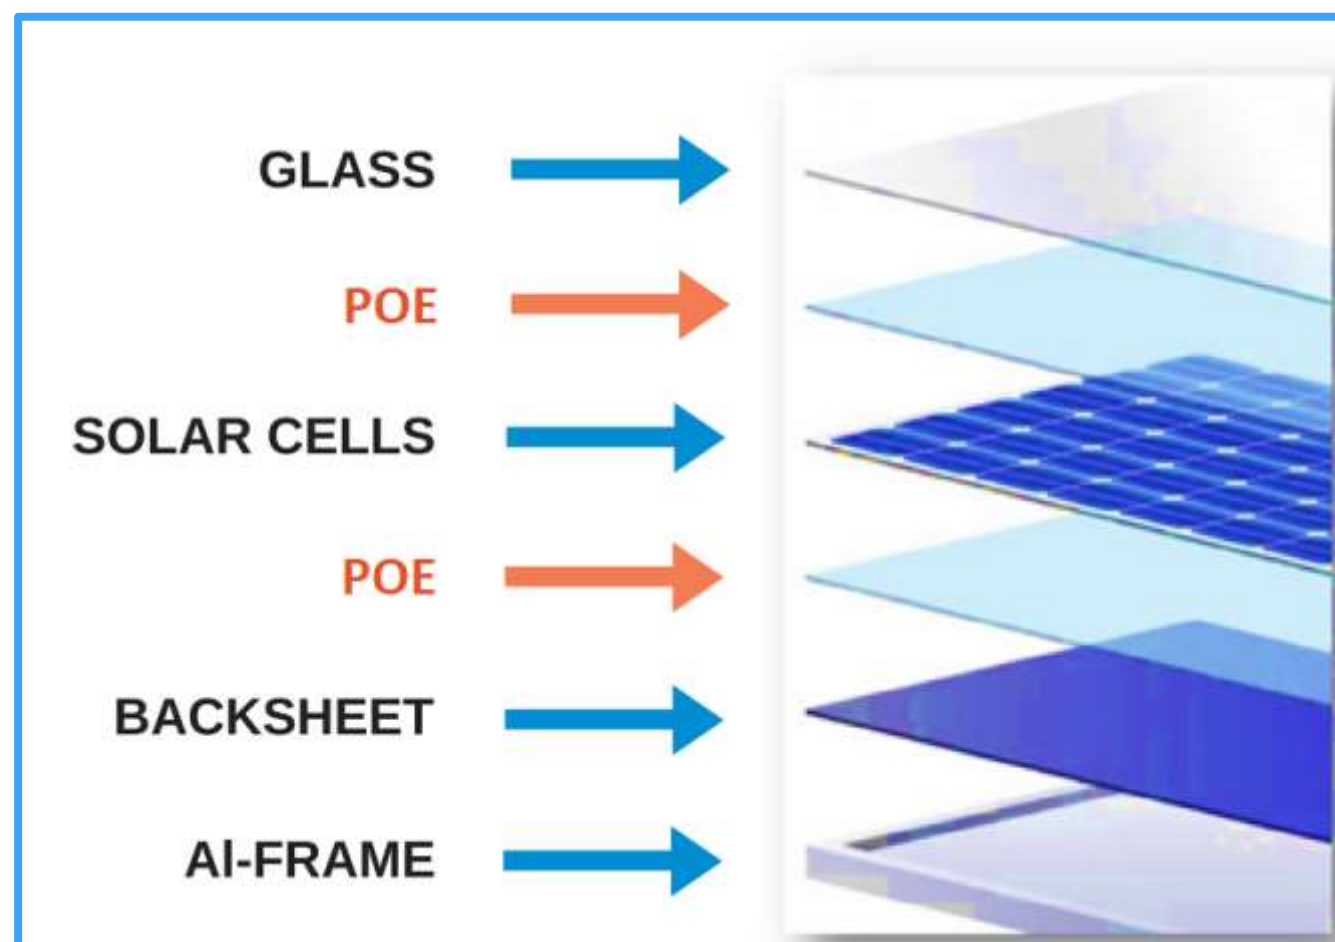 GLASS
POE
SOLAR CELLS
POE
BACKSHEET
Al-FRAME